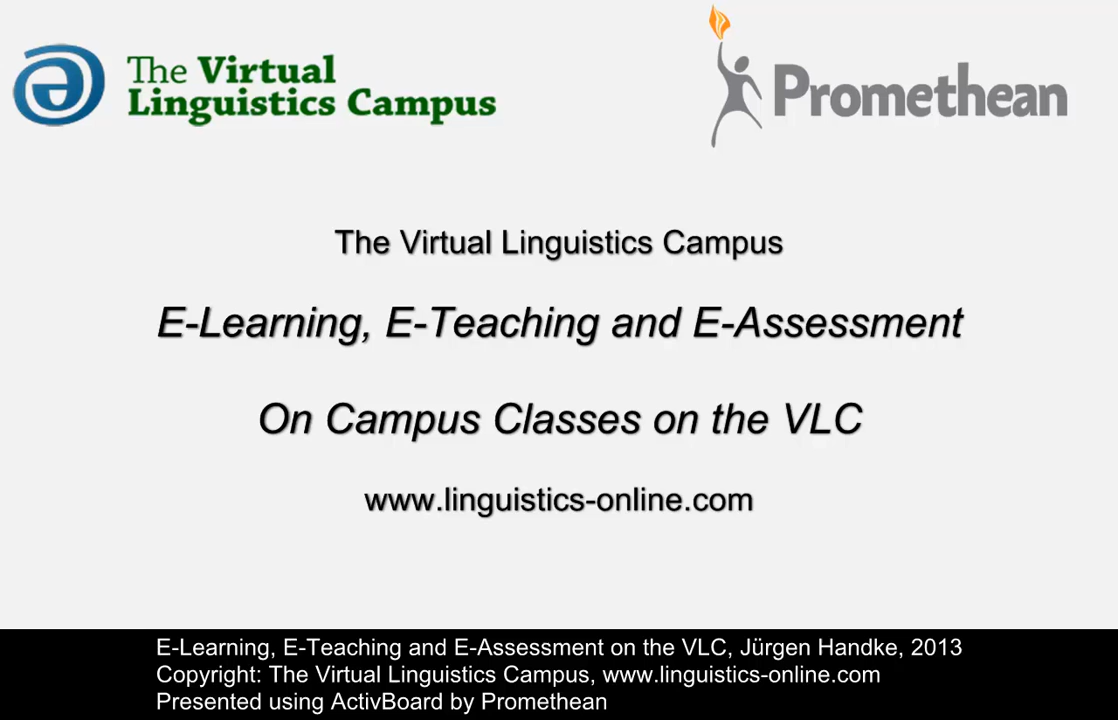 The Virtual
Linguistics Campus
Promethean
The Virtual Linguistics Campus
E-Learning, E-Teaching and E-Assessment
On Campus Classes on the VLC
www.linguistics-online.com
E-Learning, E-Teaching and E-Assessment on the VLC, Jürgen Handke, 2013
Copyright: The Virtual Linguistics Campus, www.linguistics-online.com
Presented using ActivBoard by Promethean